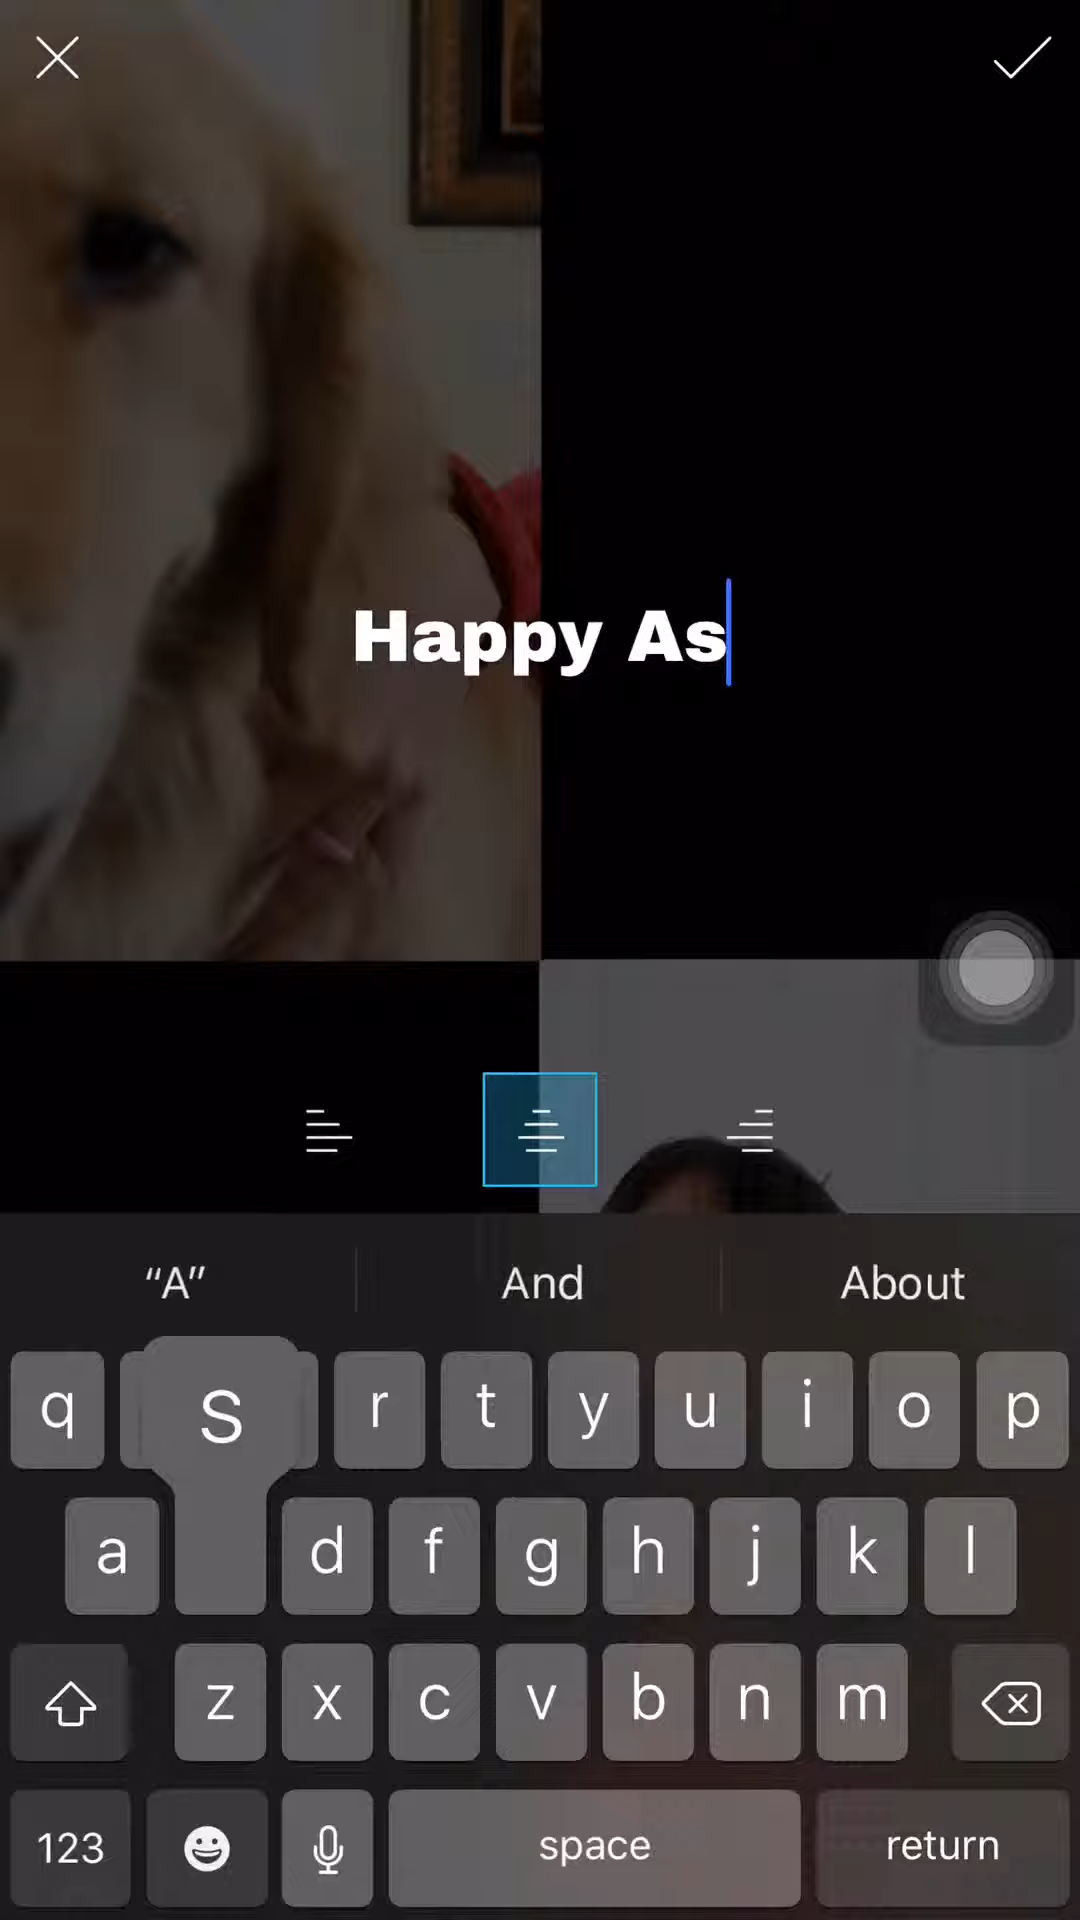 Happy As
“A” And About
q S r t y u i o p
a d f g h j k l
z x c v b n m
123 space return